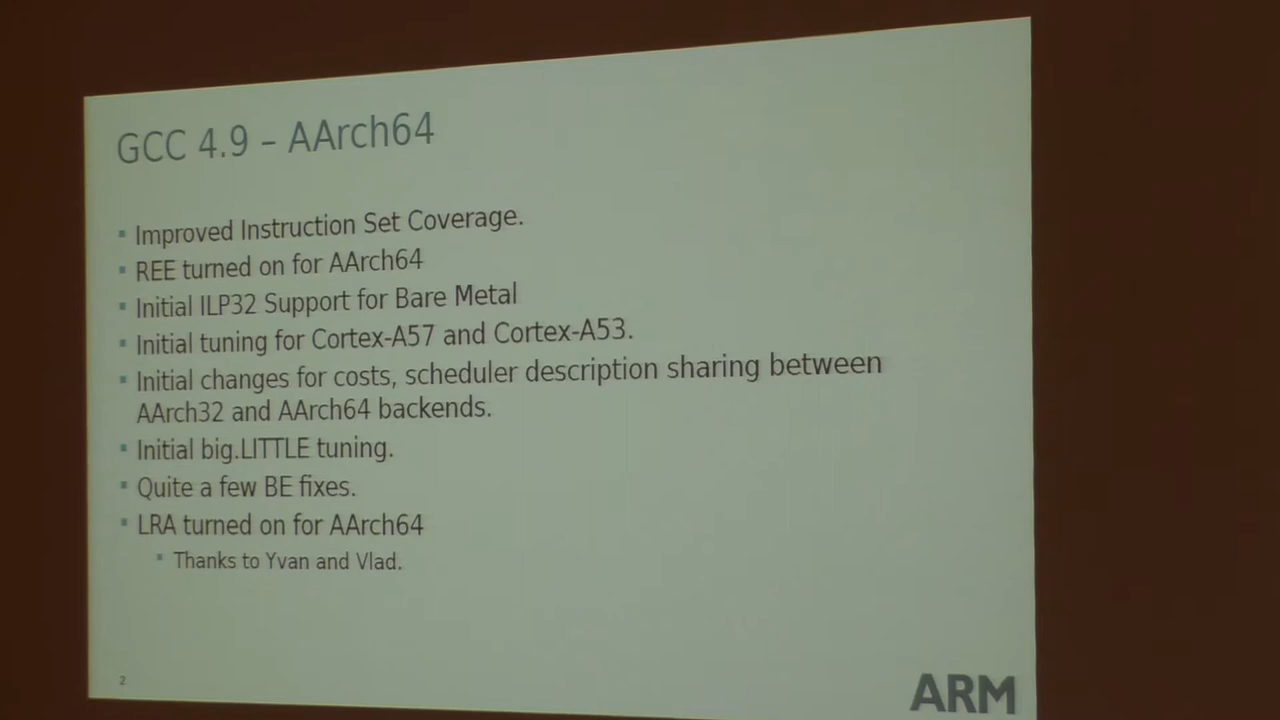 GCC 4.9 – AArch64
▪ Improved Instruction Set Coverage.
▪ REE turned on for AArch64
▪ Initial ILP32 Support for Bare Metal
▪ Initial tuning for Cortex-A57 and Cortex-A53.
▪ Initial changes for costs, scheduler description sharing between
AArch32 and AArch64 backends.
▪ Initial big.LITTLE tuning.
▪ Quite a few BE fixes.
▪ LRA turned on for AArch64
▪ Thanks to Yvan and Vlad.
2
ARM